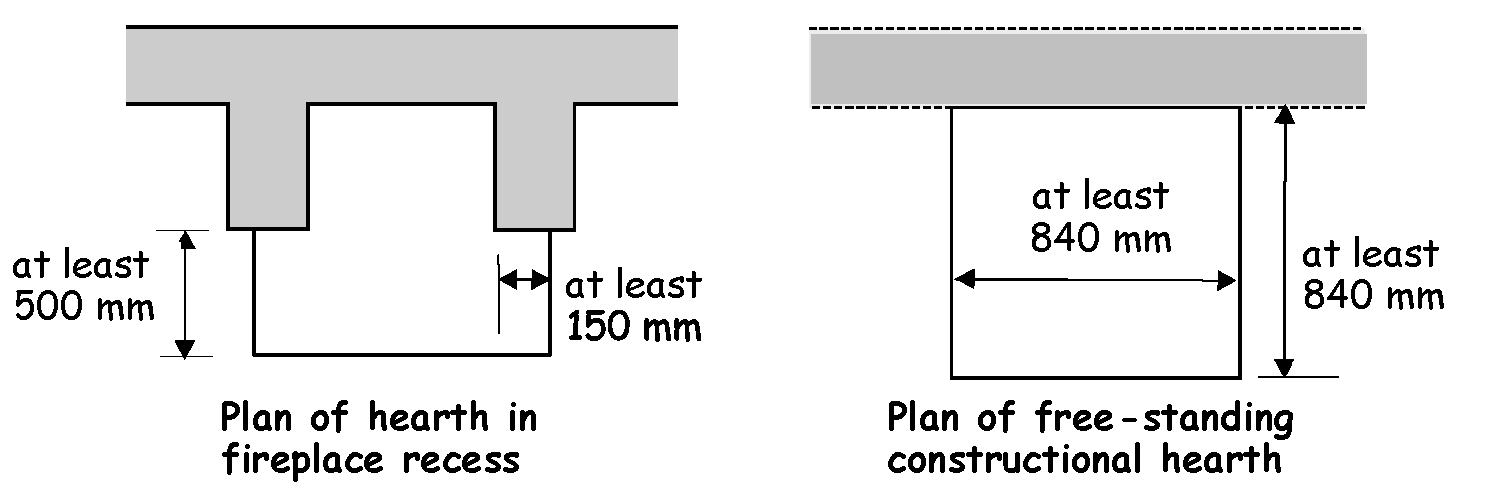 at least
500 mm
at least
150 mm
Plan of hearth in
fireplace recess
at least
840 mm
at least
840 mm
Plan of free-standing
constructional hearth